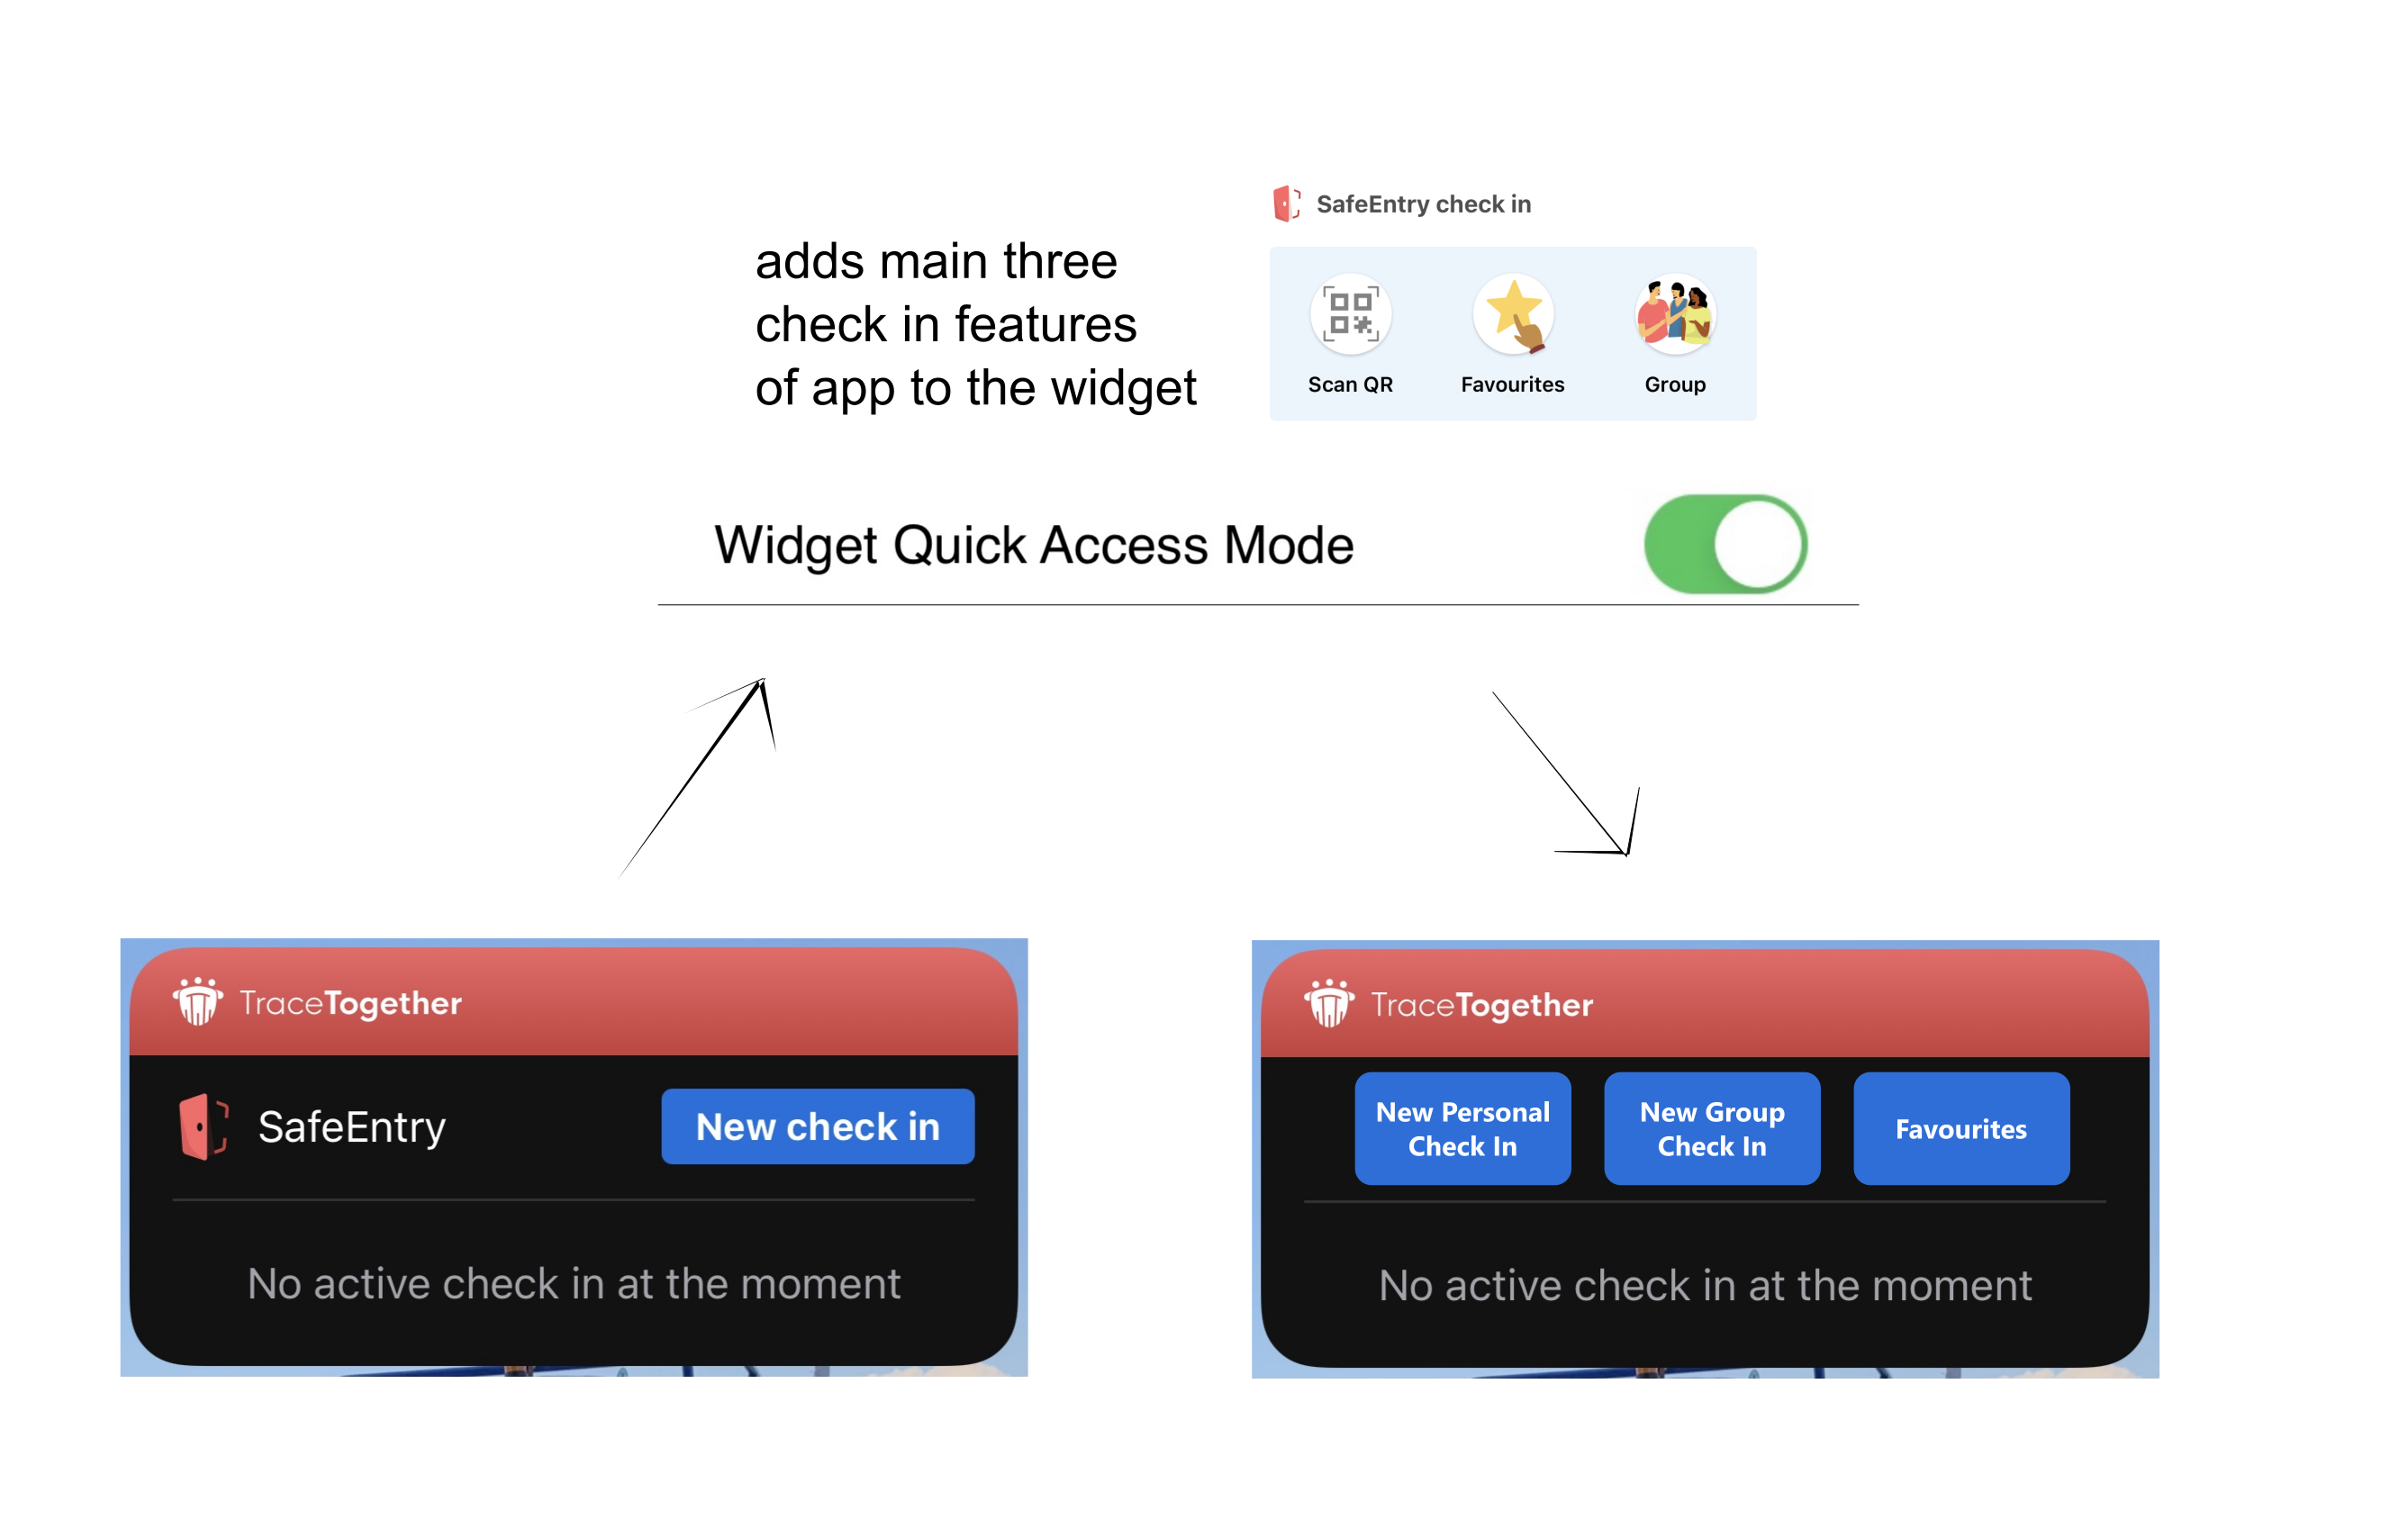 SafeEntry check in
adds main three
check in features
of app to the widget
Scan QR
Favourites
Group
Widget Quick Access Mode
TraceTogether
SafeEntry
New check in
No active check in at the moment
TraceTogether
New Personal
Check In
New Group
Check In
Favourites
No active check in at the moment